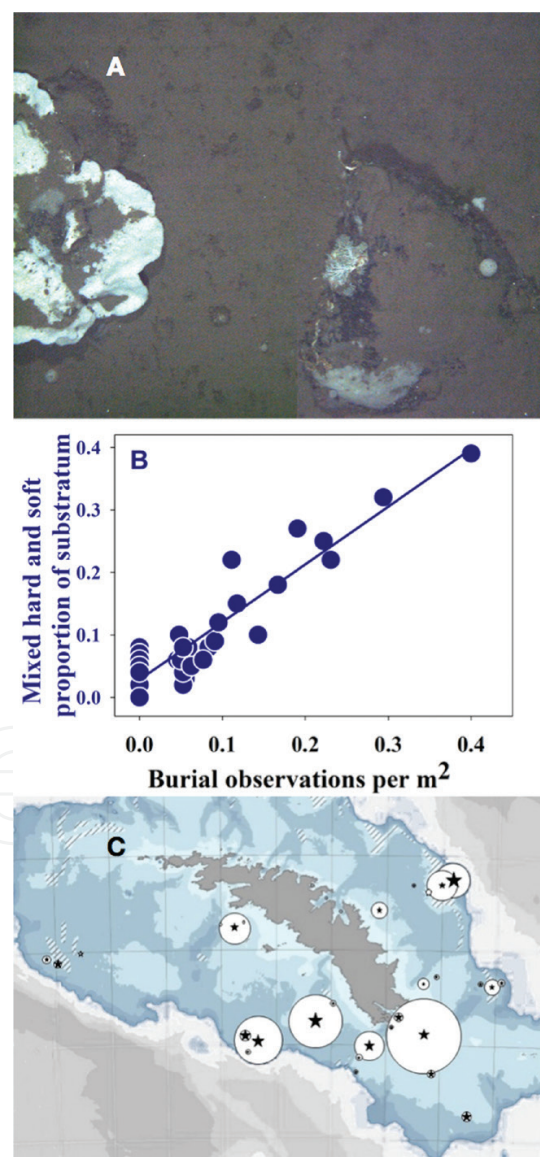 A
B
Mixed hard and soft
proportion of substratum
0.4
0.3
0.2
0.1
0.0
0.0 0.1 0.2 0.3 0.4
Burial observations per m²
C